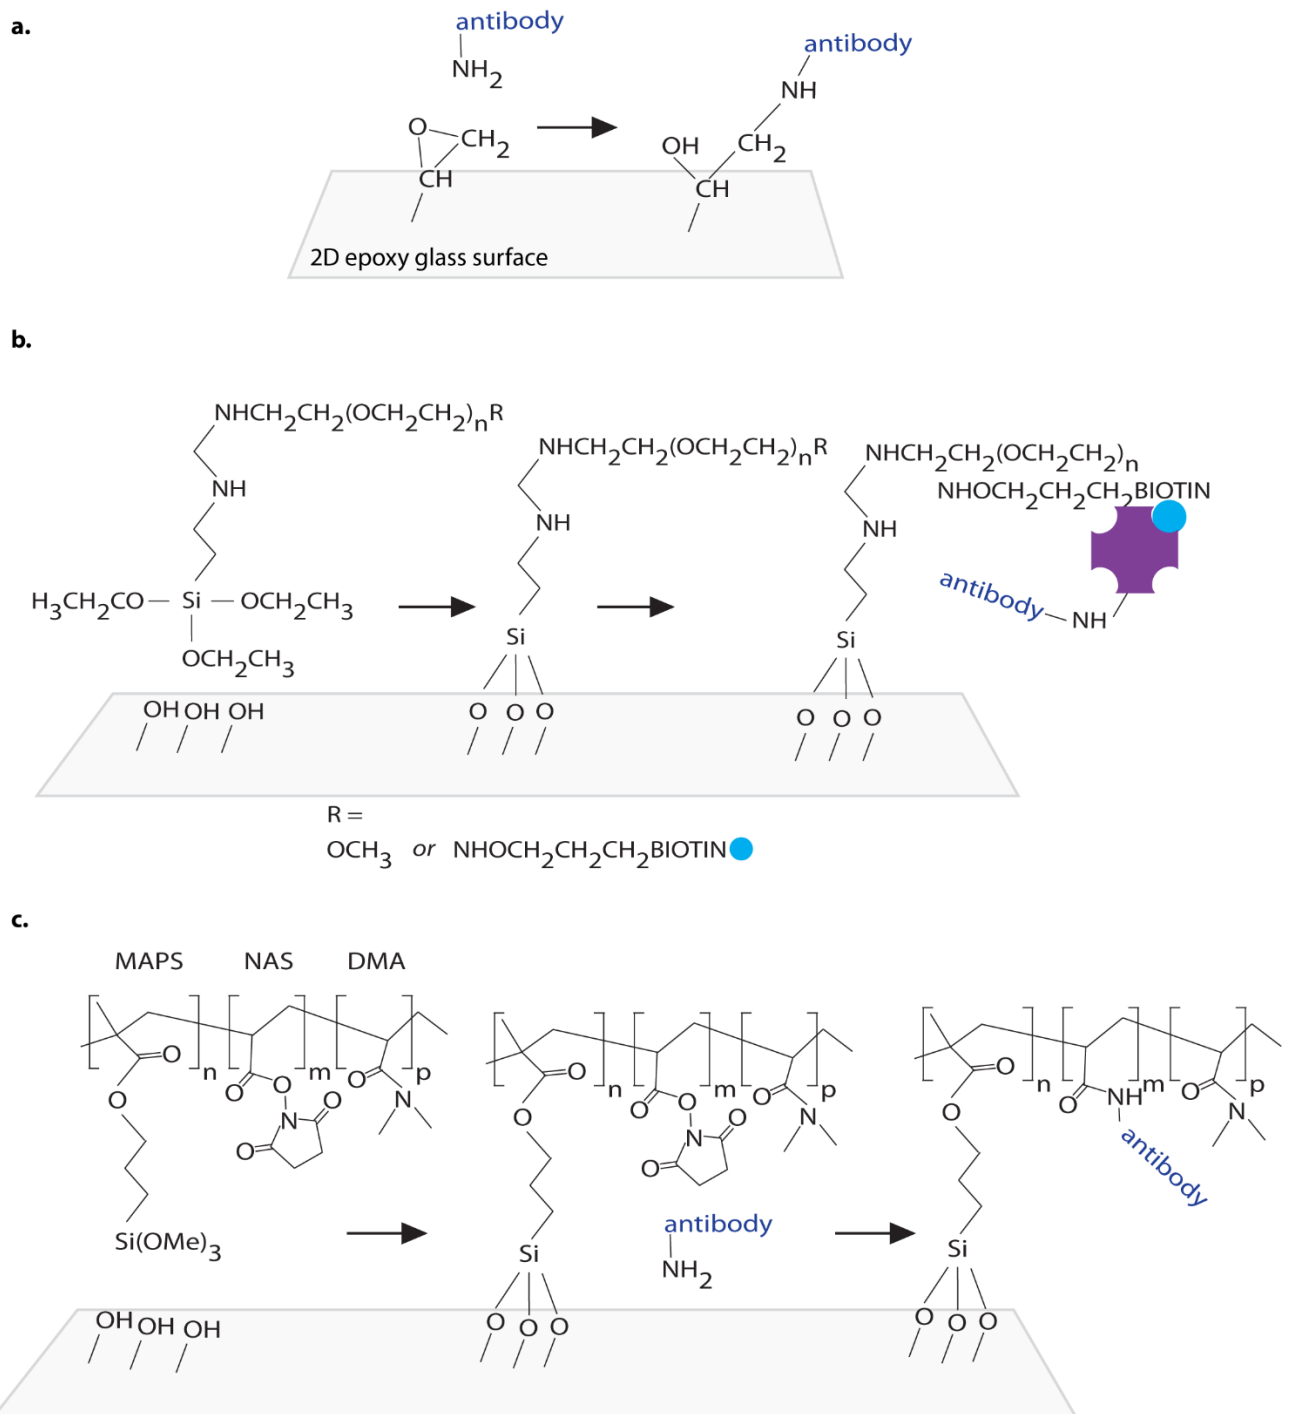 a.
antibody
NH2
O
CH2
CH
antibody
NH
OH
CH2
CH
2D epoxy glass surface
b.
NHCH2CH2(OCH2CH2)nR
NH
H3CH2CO
Si
OCH2CH3
OCH2CH3
OH OH OH
NHCH2CH2(OCH2CH2)nR
NH
Si
O O O
NHCH2CH2(OCH2CH2)n
NHOCH2CH2CH2BIOTIN
NH
antibody
NH
Si
O O O
R =
OCH3 or NHOCH2CH2CH2BIOTIN
c.
MAPS NAS DMA
n m p
O
O
O
O
O
O
N
O
O
N
Si(OMe)3
OH OH OH
n m p
O
O
O
O
O
O
N
O
O
N
Si
antibody
NH2
O O O
n m p
O
O
O
NH
O
N
antibody
Si
O O O